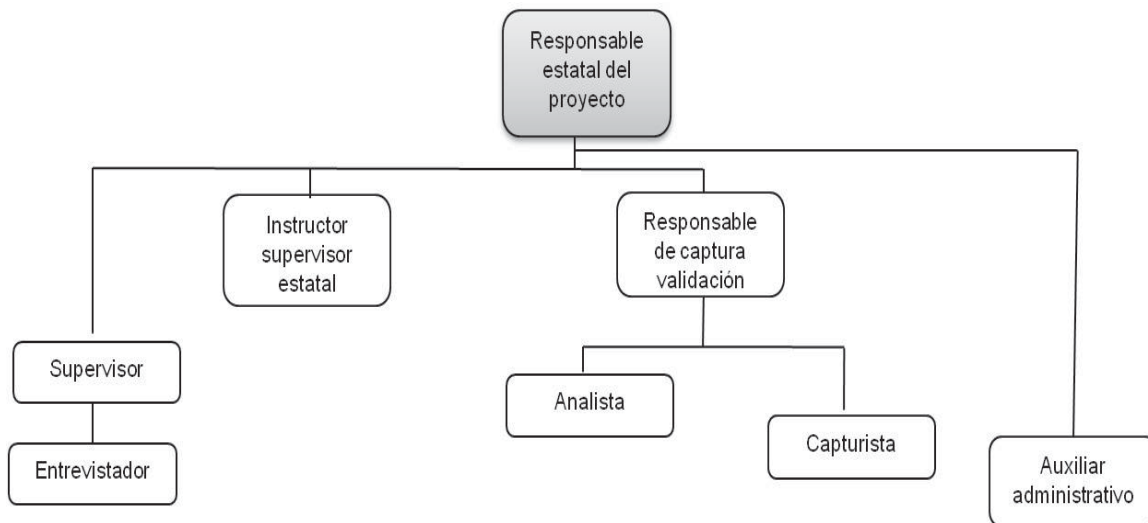 Responsable
estatal del
proyecto
Instructor
supervisor
estatal
Responsable
de captura
validación
Supervisor
Analista
Capturista
Entrevistador
Auxiliar
administrativo